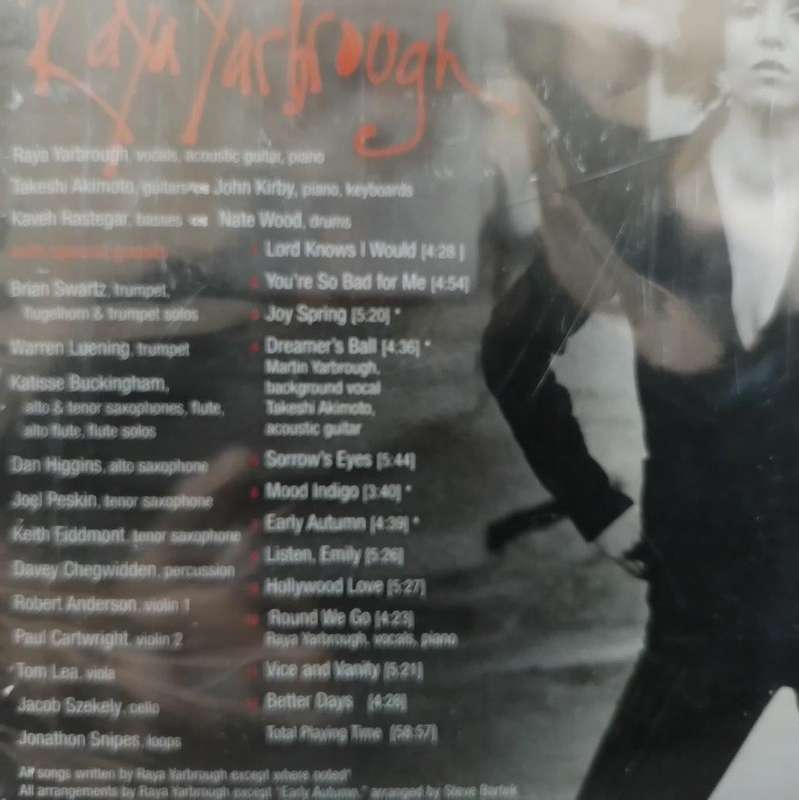 Raya Yarbrough
Raya Yarbrough, vocals, acoustic guitar, piano
Takeshi Akimoto, guitars John Kirby, piano, keyboards
Kaveh Rastegar, basses Nate Wood, drums
Lord Knows I Would [4:28]
You're So Bad for Me [4:54]
Joy Spring [5:20] *
Dreamer's Ball [4:36] *
Martin Yarbrough,
background vocal
Takeshi Akimoto,
acoustic guitar
Sorrow's Eyes [5:44]
Mood Indigo [3:40] *
Early Autumn [4:39] *
Listen, Emily [5:26]
Hollywood Love [5:27]
'Round We Go [4:23]
Raya Yarbrough, vocals, piano
Vice and Vanity [5:21]
Better Days [4:28]
Total Playing Time [58:57]
Brian Swartz, trumpet,
flugelhorn & trumpet solos
Warren Luening, trumpet
Katisse Buckingham,
alto & tenor saxophones, flute,
alto flute, flute solos
Dan Higgins, alto saxophone
Joel Peskin, tenor saxophone
Keith Fiddmont, tenor saxophone
Davey Chegwidden, percussion
Robert Anderson, violin 1
Paul Cartwright, violin 2
Tom Lea, viola
Jacob Szekely, cello
Jonathon Snipes, loops
All songs written by Raya Yarbrough except where noted*
All arrangements by Raya Yarbrough except "Early Autumn," arranged by Steve Bartek